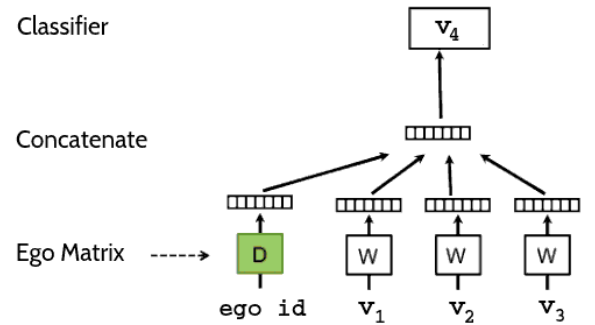 Classifier
v4
Concatenate
Ego Matrix
D
W
W
W
ego id
v1
v2
v3